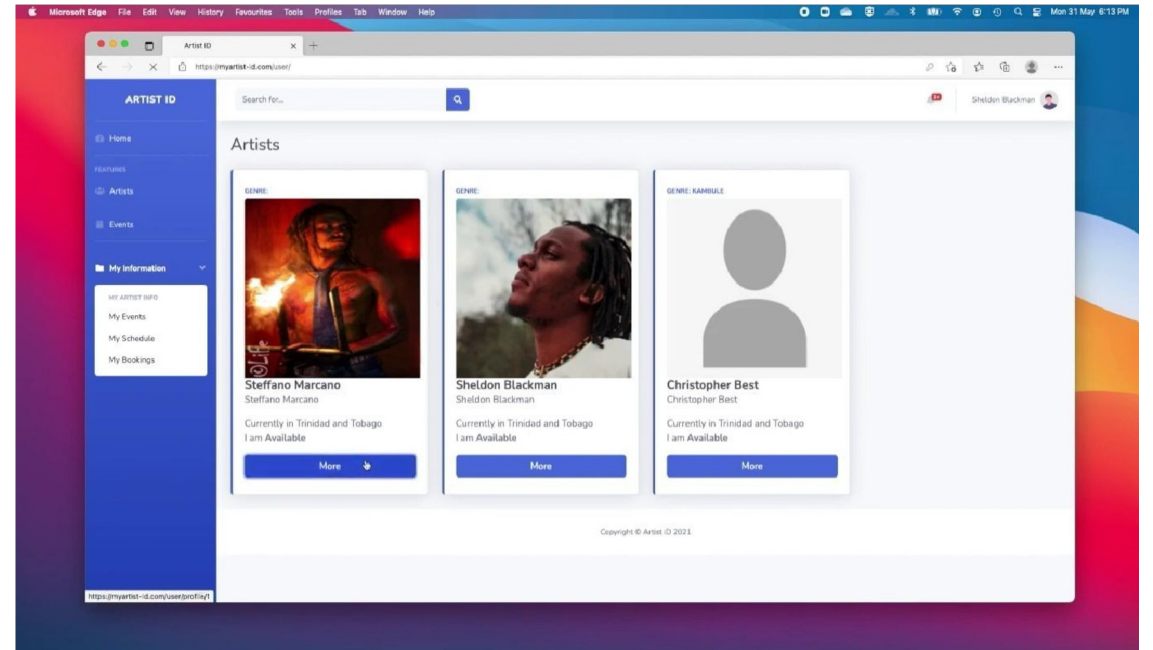 Microsoft Edge File Edit View History Favourites Tools Profiles Tab Window Help
Mon 31 May 6:13 PM
Artist ID
https://myartist-id.com/user/
ARTIST ID
Search for...
Sheldon Blackman
Home
FEATURES
Artists
Events
My Information
MY ARTIST INFO
My Events
My Schedule
My Bookings
Artists
GENRE:
@Life
Steffano Marcano
Steffano Marcano
Currently in Trinidad and Tobago
I am Available
More
GENRE:
Sheldon Blackman
Sheldon Blackman
Currently in Trinidad and Tobago
I am Available
More
GENRE: KAMBULE
Christopher Best
Christopher Best
Currently in Trinidad and Tobago
I am Available
More
Copyright © Artist iD 2021
https://myartist-id.com/user/profile/1